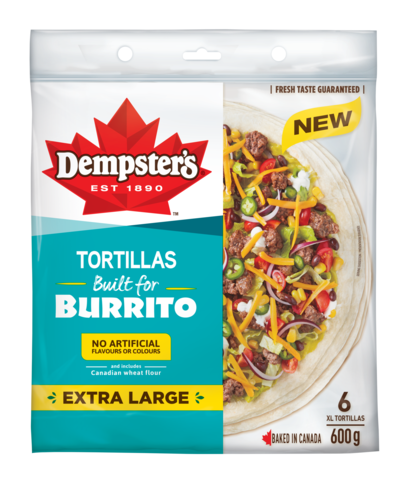 | FRESH TASTE GUARANTEED |
NEW
Dempster's
EST 1890
™
TORTILLAS
Built for
BURRITO
NO ARTIFICIAL
FLAVOURS OR COLOURS
and includes
Canadian wheat flour
EXTRA LARGE
6
XL TORTILLAS
BAKED IN CANADA
600g